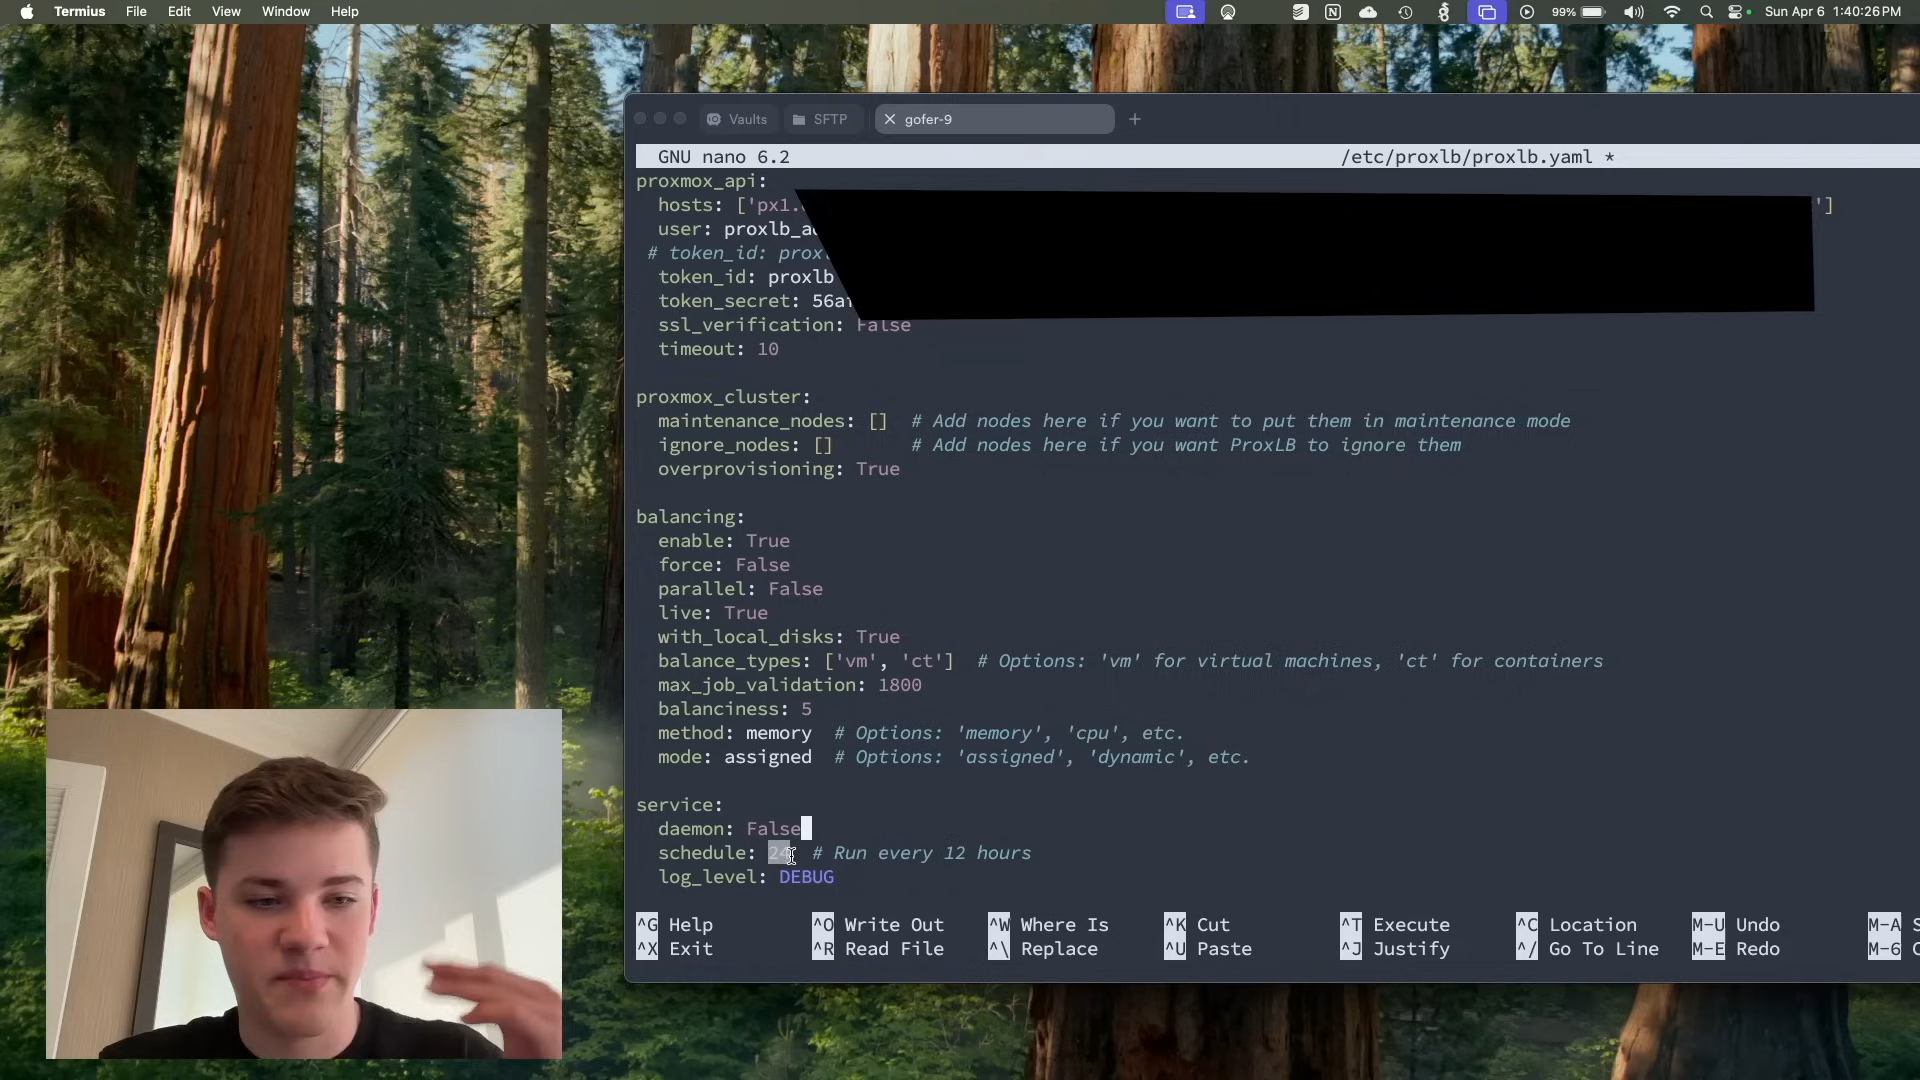 Termius File Edit View Window Help 99% Sun Apr 6 1:40:26 PM
Vaults SFTP gofer-9
GNU nano 6.2 /etc/proxlb/proxlb.yaml *
proxmox_api:
hosts: ['px1. ']
user: proxlb_a
# token_id: prox
token_id: proxlb
token_secret: 56a
ssl_verification: False
timeout: 10
proxmox_cluster:
maintenance_nodes: [] # Add nodes here if you want to put them in maintenance mode
ignore_nodes: [] # Add nodes here if you want ProxLB to ignore them
overprovisioning: True
balancing:
enable: True
force: False
parallel: False
live: True
with_local_disks: True
balance_types: ['vm', 'ct'] # Options: 'vm' for virtual machines, 'ct' for containers
max_job_validation: 1800
balanciness: 5
method: memory # Options: 'memory', 'cpu', etc.
mode: assigned # Options: 'assigned', 'dynamic', etc.
service:
daemon: False
schedule: 24 # Run every 12 hours
log_level: DEBUG
^G Help ^O Write Out ^W Where Is ^K Cut ^T Execute ^C Location M-U Undo M-A
^X Exit ^R Read File ^\ Replace ^U Paste ^J Justify ^/ Go To Line M-E Redo M-6